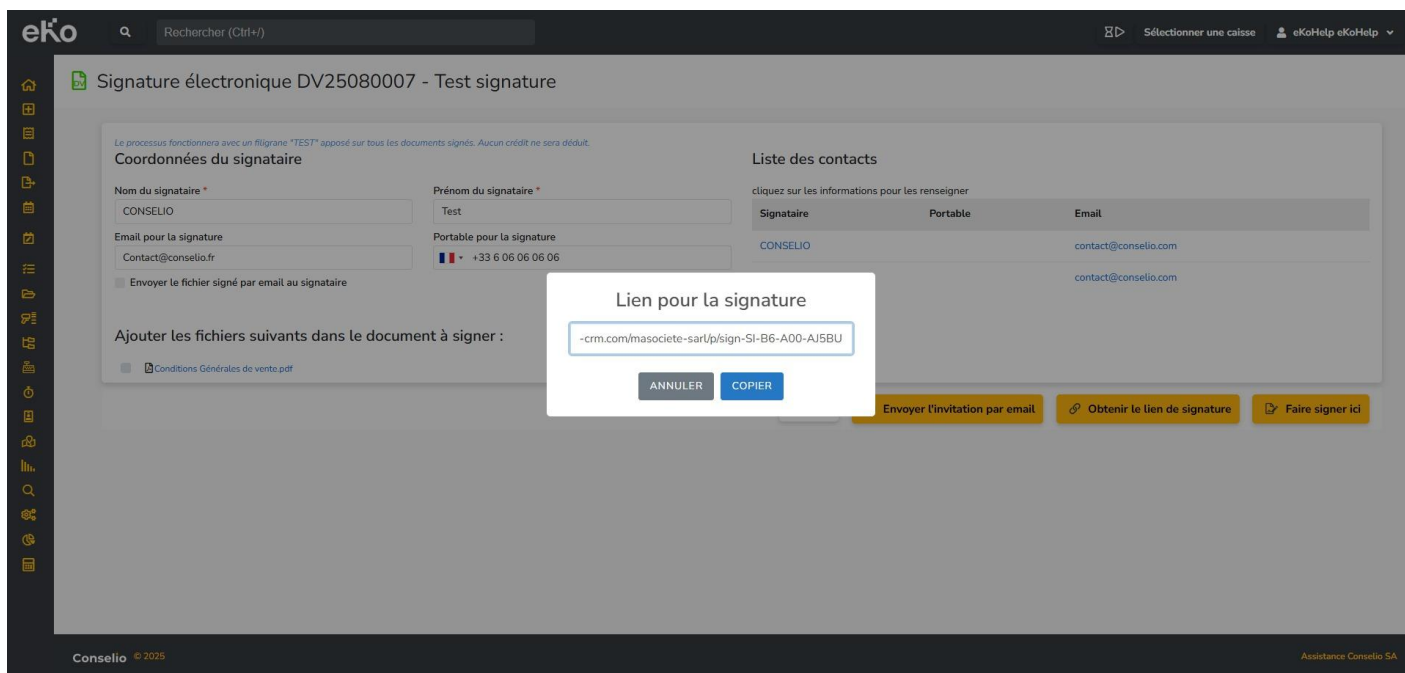 eKo
Rechercher (Ctrl+/)
Sélectionner une caisse
eKoHelp eKoHelp
DV
Signature électronique DV25080007 - Test signature
Le processus fonctionnera avec un filigrane "TEST" apposé sur tous les documents signés. Aucun crédit ne sera déduit.
Coordonnées du signataire
Nom du signataire *
Prénom du signataire *
CONSELIO
Test
Email pour la signature
Portable pour la signature
Contact@conselio.fr
+33 6 06 06 06 06
Envoyer le fichier signé par email au signataire
Ajouter les fichiers suivants dans le document à signer :
Conditions Générales de vente.pdf
Liste des contacts
cliquez sur les informations pour les renseigner
Signataire Portable Email
CONSELIO contact@conselio.com
contact@conselio.com
Lien pour la signature
-crm.com/masociete-sarl/p/sign-SI-B6-A00-AJ5BU
ANNULER
COPIER
Envoyer l'invitation par email
Obtenir le lien de signature
Faire signer ici
Conselio © 2025
Assistance Conselio SA